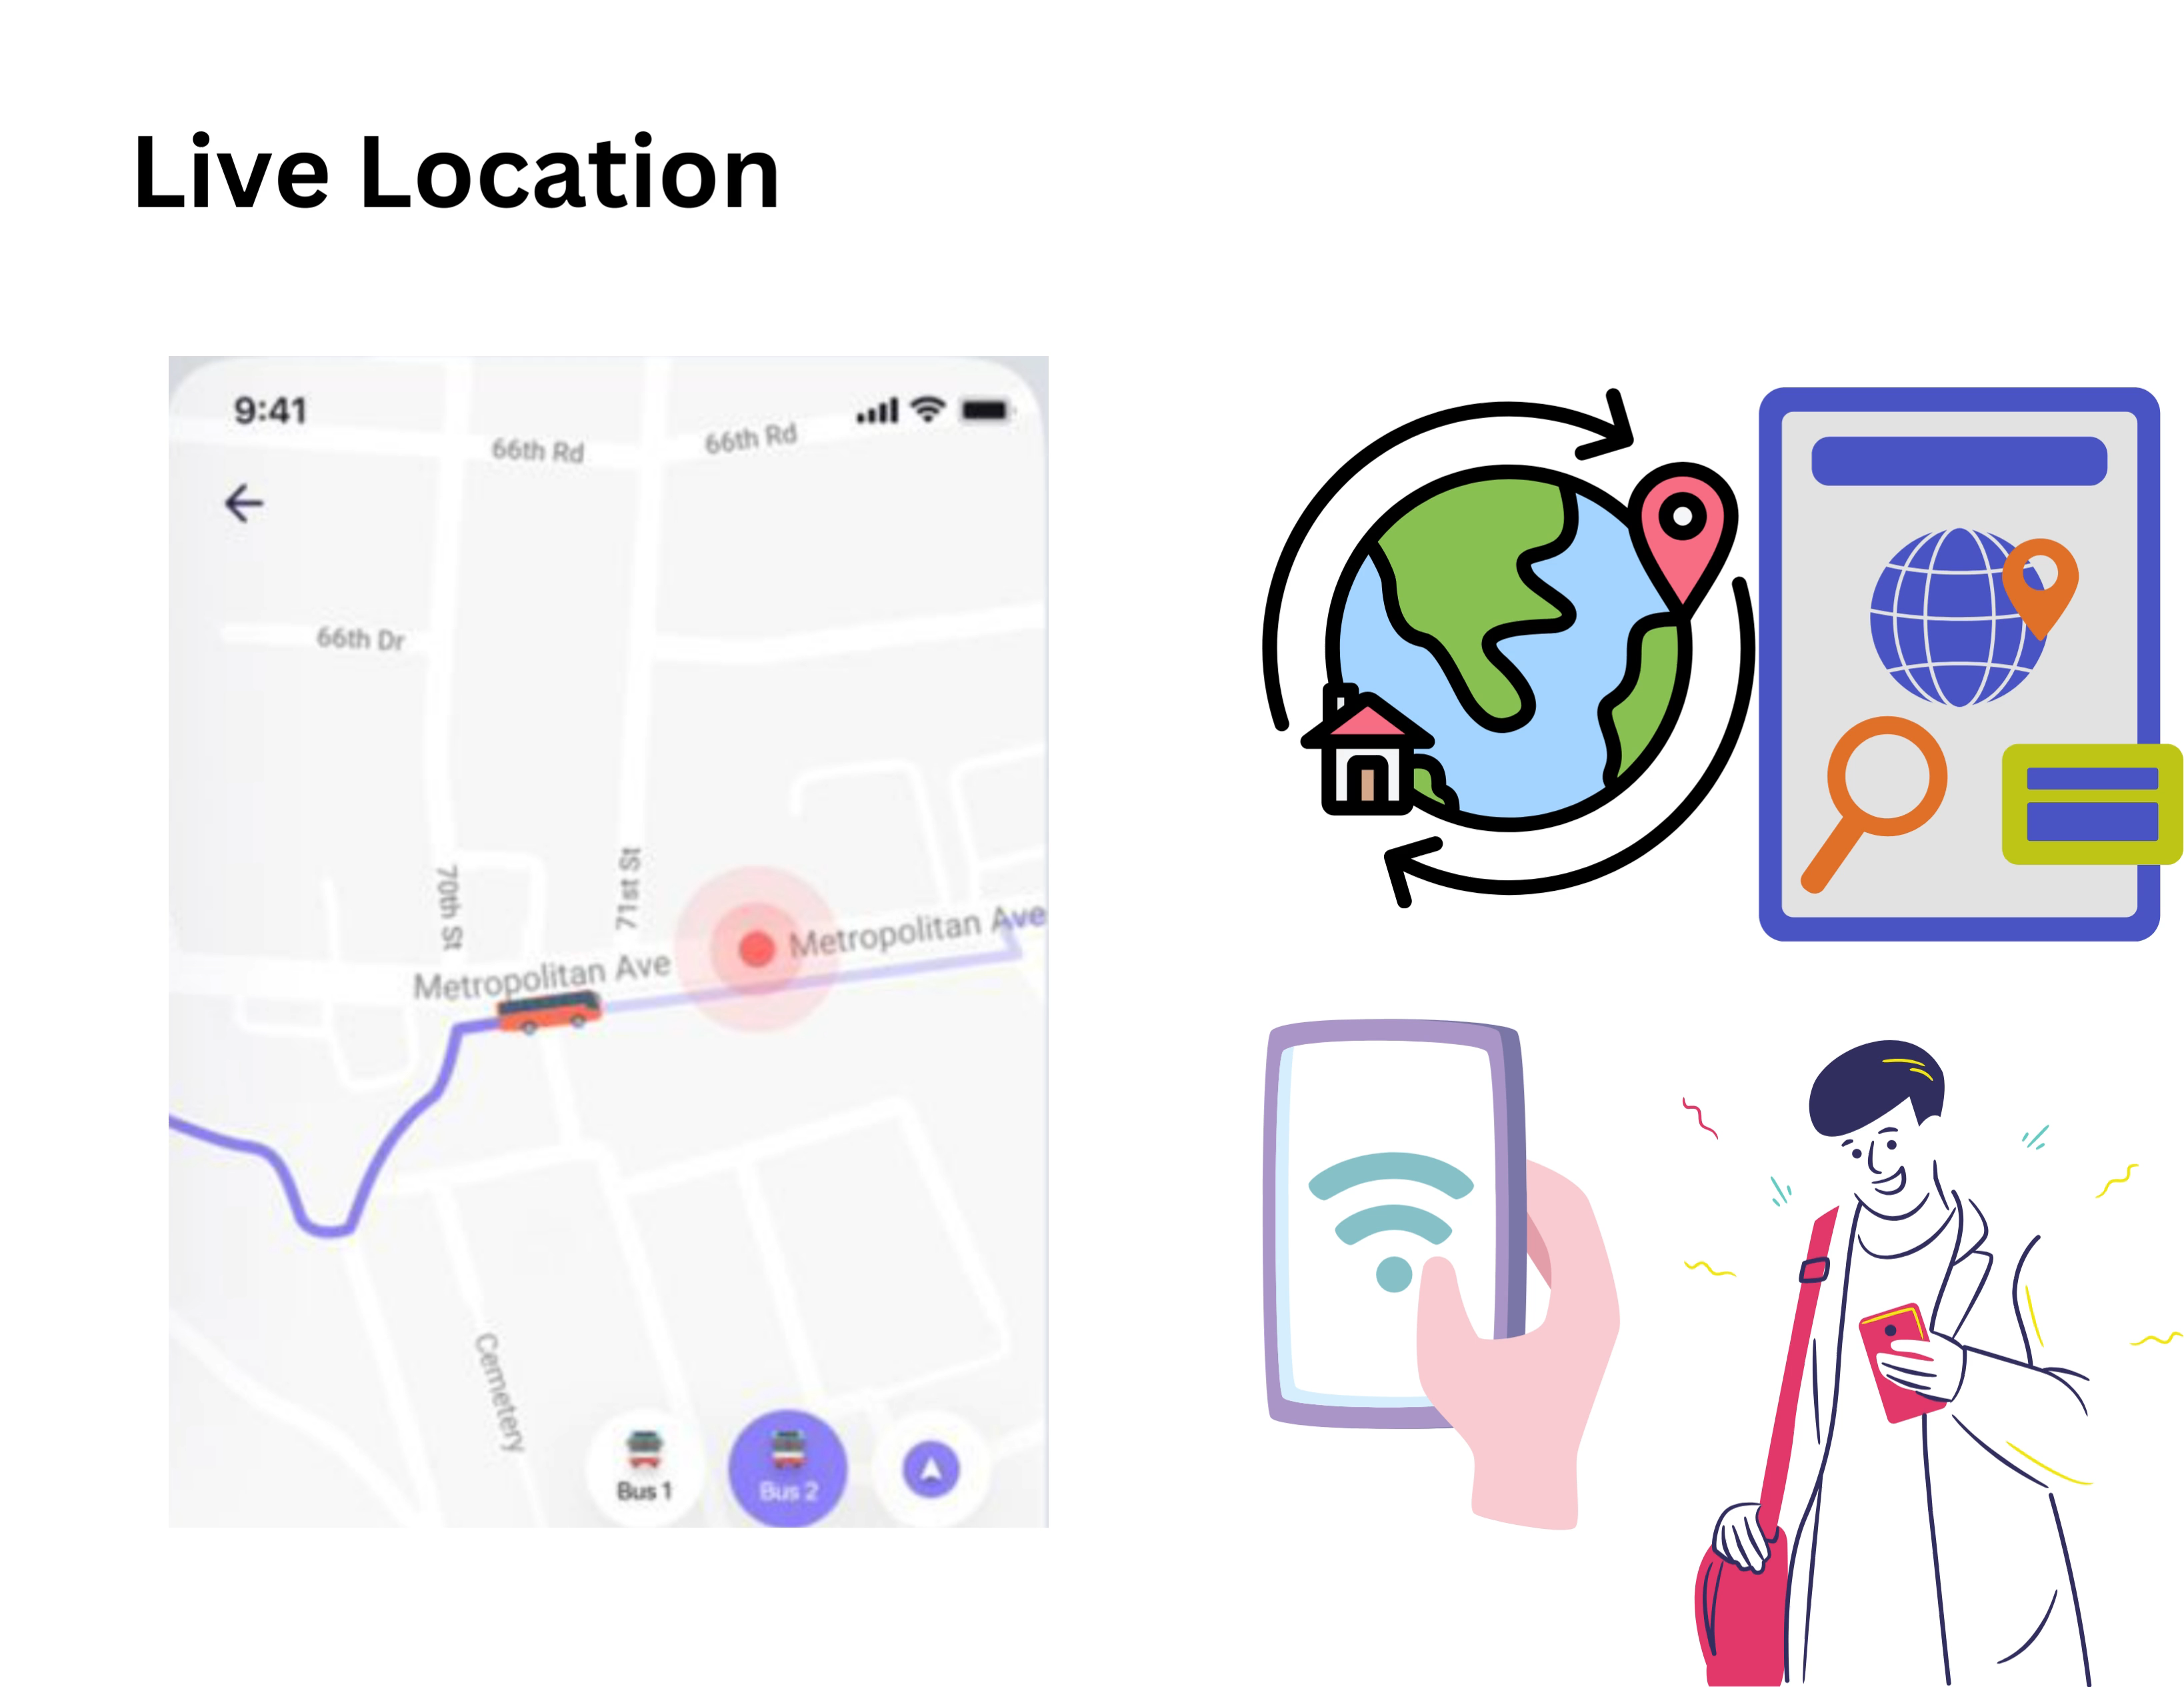 Live Location
9:41
66th Rd
66th Rd
66th Dr
70th St
71st St
Metropolitan Ave
Metropolitan Ave
Cemetery
Bus 1
Bus 2